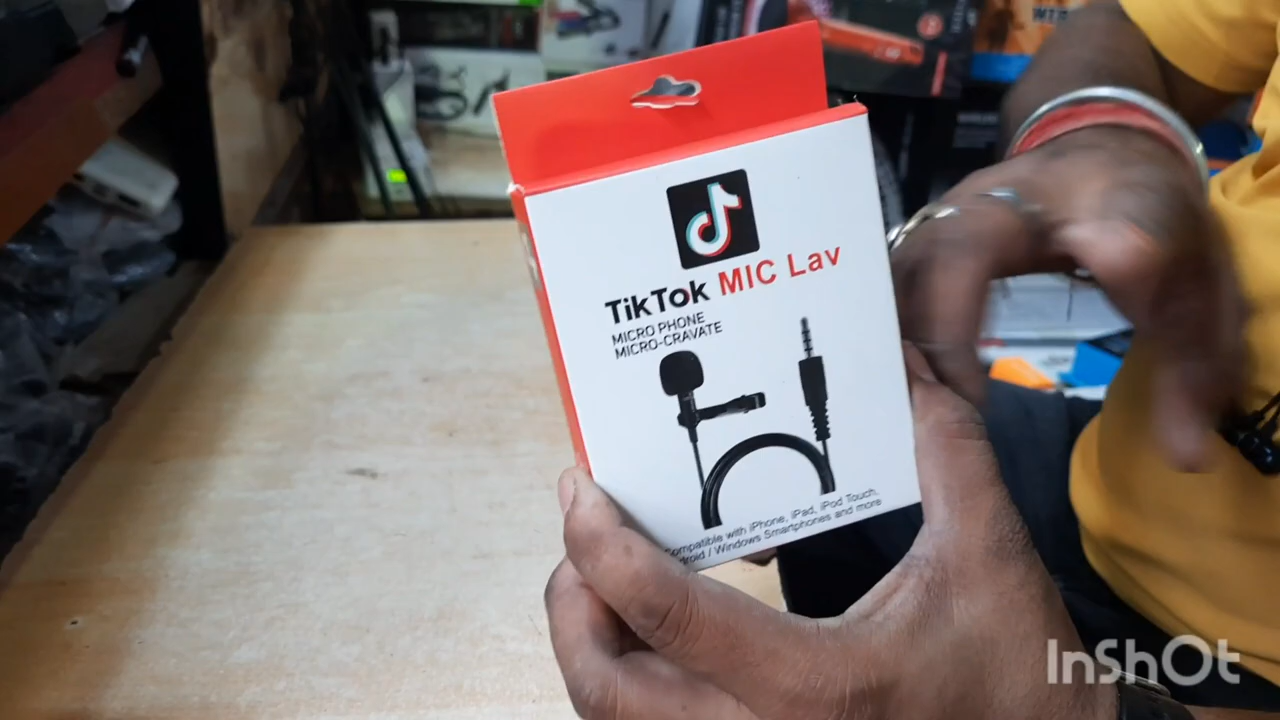 TikTok MIC Lav
MICRO PHONE
MICRO-CRAVATE
compatible with iPhone, iPad, iPod Touch,
/ Windows Smartphones and more
InShOt